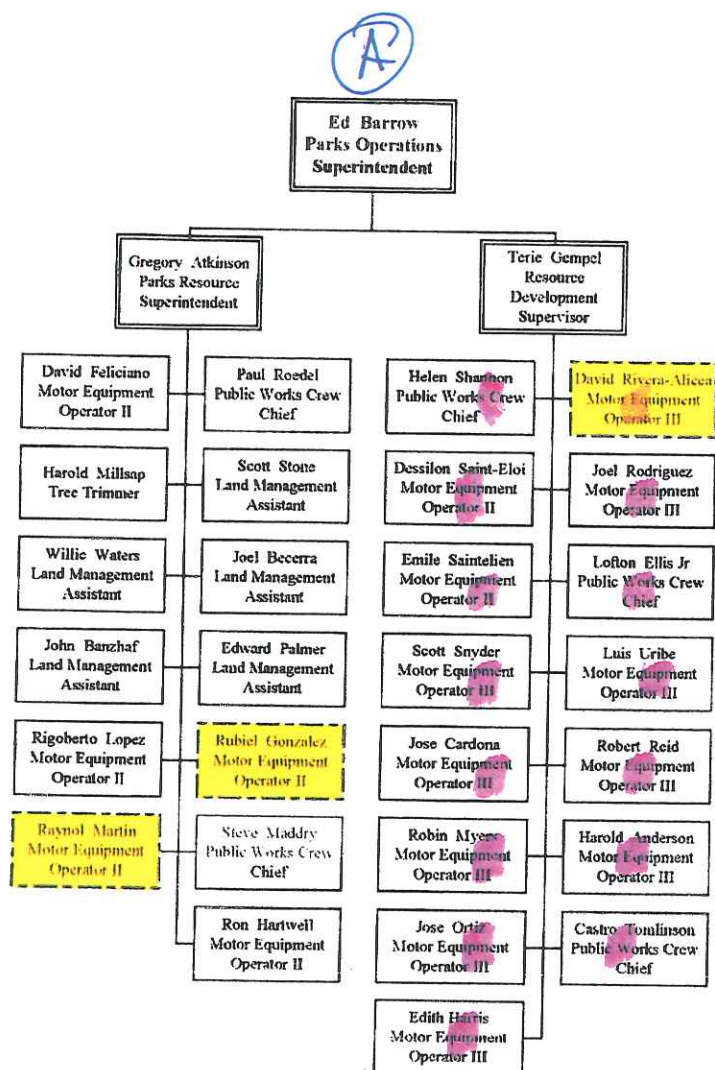 A
Ed Barrow
Parks Operations
Superintendent
Gregory Atkinson
Parks Resource
Superintendent
Terie Gempel
Resource
Development
Supervisor
David Feliciano
Motor Equipment
Operator II
Paul Roedel
Public Works Crew
Chief
Harold Millsap
Tree Trimmer
Scott Stone
Land Management
Assistant
Willie Waters
Land Management
Assistant
Joel Becerra
Land Management
Assistant
John Banzhaf
Land Management
Assistant
Edward Palmer
Land Management
Assistant
Rigoberto Lopez
Motor Equipment
Operator II
Rubiel Gonzalez
Motor Equipment
Operator II
Raynol Martin
Motor Equipment
Operator II
Steve Maddry
Public Works Crew
Chief
Ron Hartwell
Motor Equipment
Operator II
Helen Shannon
Public Works Crew
Chief
David Rivera-Alicea
Motor Equipment
Operator III
Dessilon Saint-Eloi
Motor Equipment
Operator II
Joel Rodriguez
Motor Equipment
Operator III
Emile Saintelien
Motor Equipment
Operator II
Lofton Ellis Jr
Public Works Crew
Chief
Scott Snyder
Motor Equipment
Operator III
Luis Uribe
Motor Equipment
Operator III
Jose Cardona
Motor Equipment
Operator III
Robert Reid
Motor Equipment
Operator III
Robin Myers
Motor Equipment
Operator III
Harold Anderson
Motor Equipment
Operator III
Jose Ortiz
Motor Equipment
Operator III
Castro Tomlinson
Public Works Crew
Chief
Edith Harris
Motor Equipment
Operator III